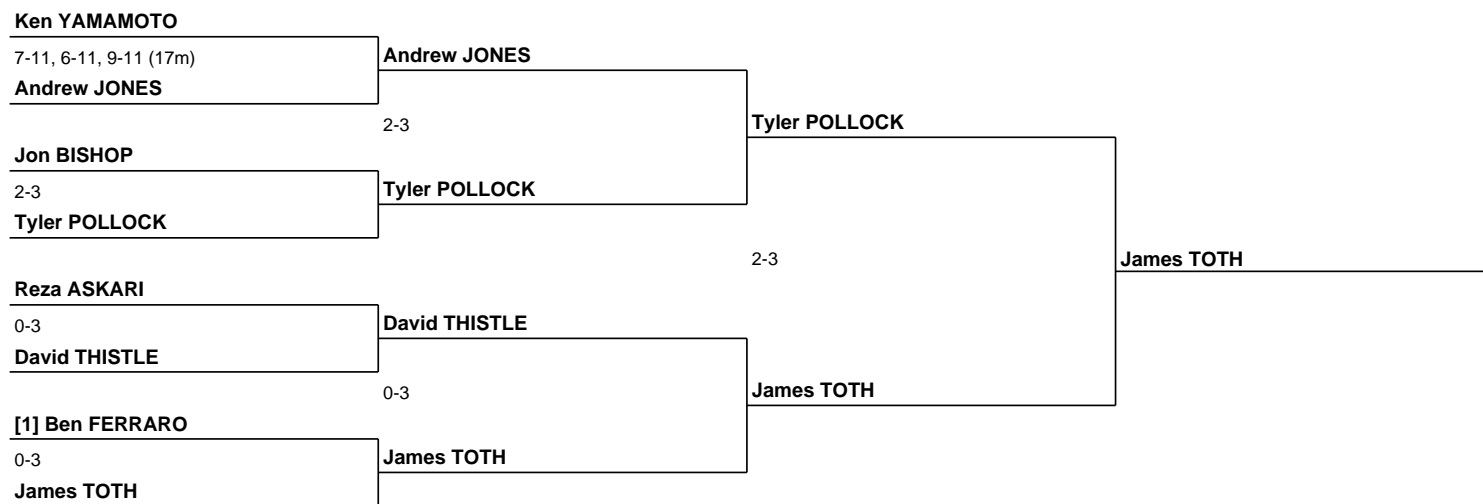 Ken YAMAMOTO
7-11, 6-11, 9-11 (17m)
Andrew JONES
Andrew JONES
2-3
Tyler POLLOCK
Jon BISHOP
2-3
Tyler POLLOCK
Tyler POLLOCK
2-3
James TOTH
Reza ASKARI
0-3
David THISTLE
David THISTLE
0-3
James TOTH
[1] Ben FERRARO
0-3
James TOTH
James TOTH